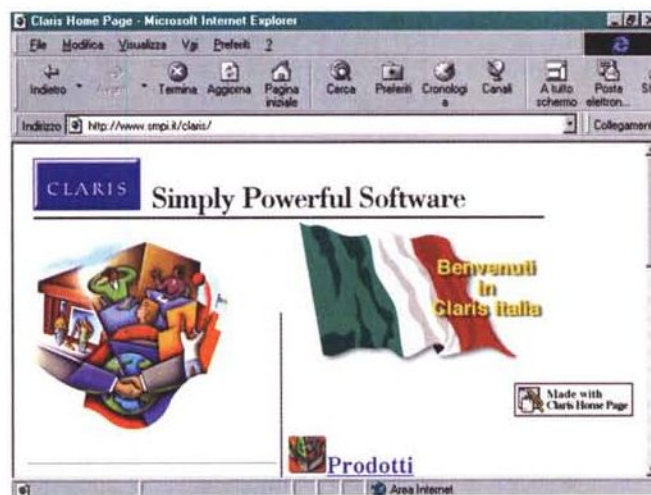 Claris Home Page - Microsoft Internet Explorer
File Modifica Visualizza Vai Preferiti ?
Indietro Termina Aggiorna Pagina iniziale Cerca Preferiti Cronologia Canali A tutto schermo Poste elettron...
Indirizzo http://www.smpi.it/claris/ Collegament
CLARIS Simply Powerful Software
Benvenuti
in
Claris Italia
Made with
Claris Home Page
Prodotti
Area Internet